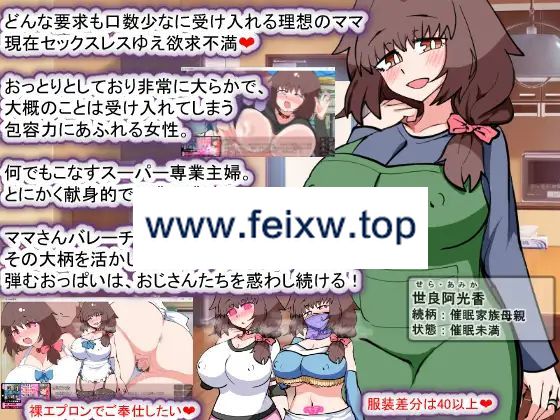 どんな要求も口数少なに受け入れる理想のママ
現在セックスレスゆえ欲求不満❤
おっとりとしており非常に大らかで、
大概のことは受け入れてしまう
包容力にあふれる女性。
何でもこなすスーパー専業主婦。
とにかく献身的で
www.feixw.top
ママさんバレーチ
その大柄を活かし
弾むおっぱいは、おじさんたちを惑わし続ける！
せら・あみか
世良阿光香
続柄：催眠家族母親
状態：催眠未満
裸エプロンでご奉仕したい❤
服装差分は40以上❤